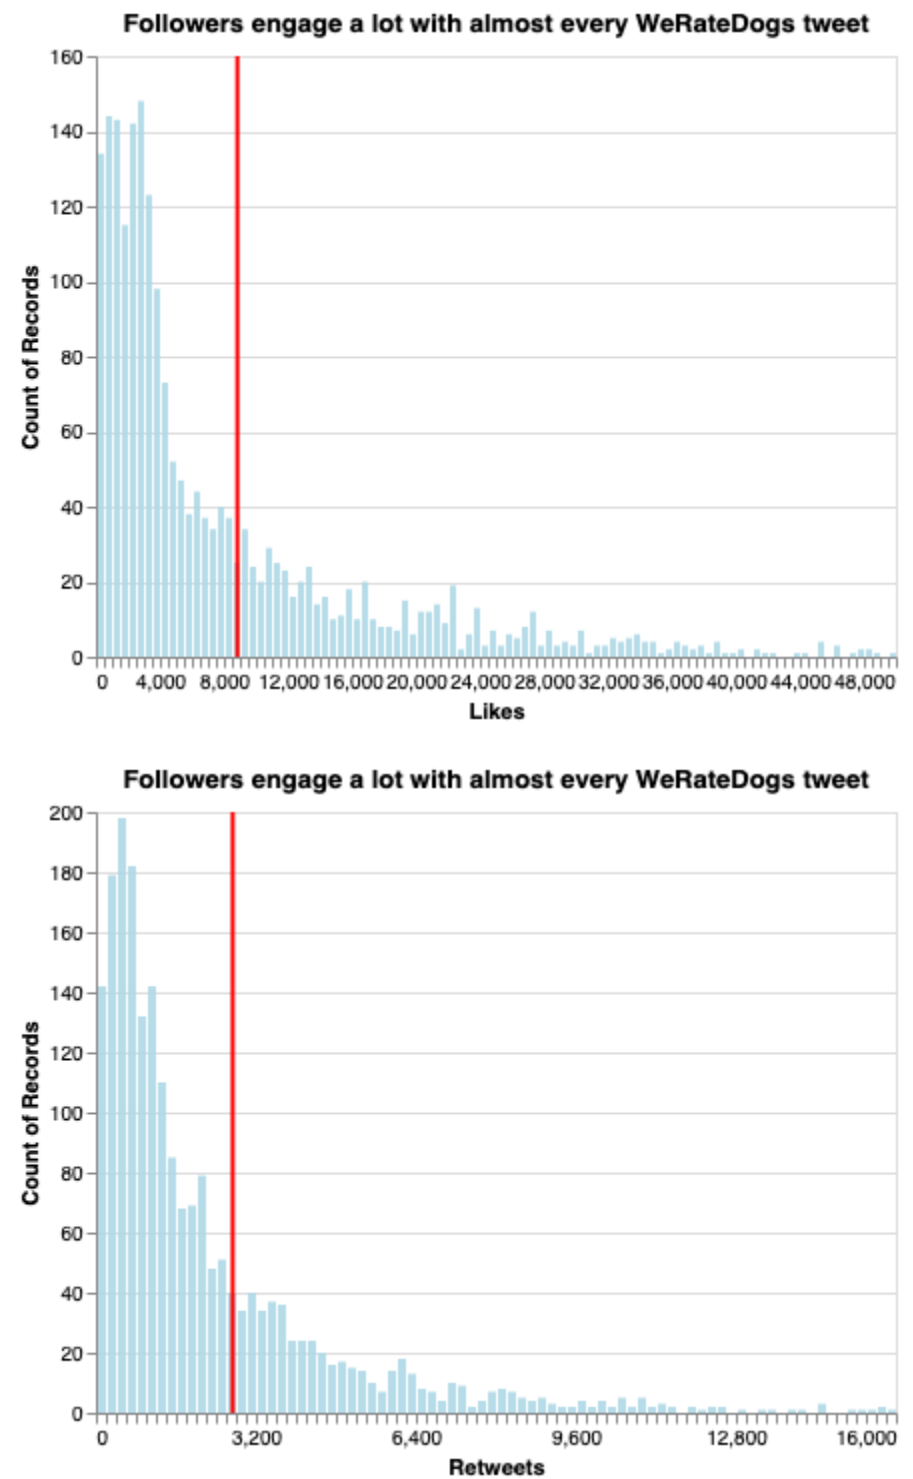 Followers engage a lot with almost every WeRateDogs tweet
160
140
120
100
80
60
40
20
0
Count of Records
0 4,000 8,000 12,000 16,000 20,000 24,000 28,000 32,000 36,000 40,000 44,000 48,000
Likes
Followers engage a lot with almost every WeRateDogs tweet
200
180
160
140
120
100
80
60
40
20
0
Count of Records
0 3,200 6,400 9,600 12,800 16,000
Retweets